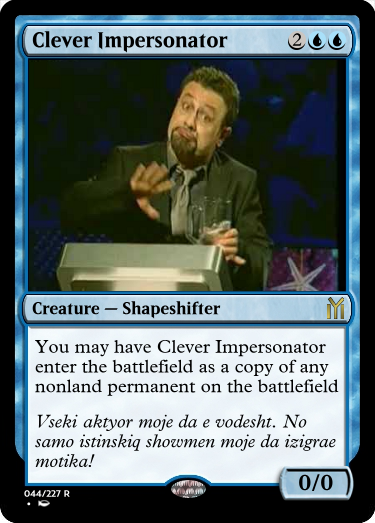 Clever Impersonator 2
Creature — Shapeshifter
You may have Clever Impersonator
enter the battlefield as a copy of any
nonland permanent on the battlefield
Vseki aktyor moje da e vodesht. No
samo istinskiq showmen moje da izigrae
motika!
044/227 R
0/0